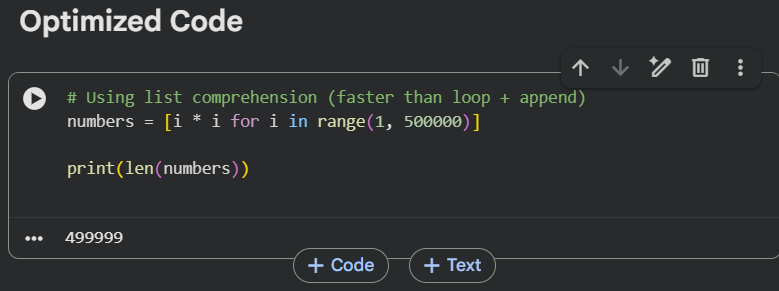 Optimized Code
# Using list comprehension (faster than loop + append)
numbers = [i * i for i in range(1, 500000)]
print(len(numbers))
499999
+ Code + Text